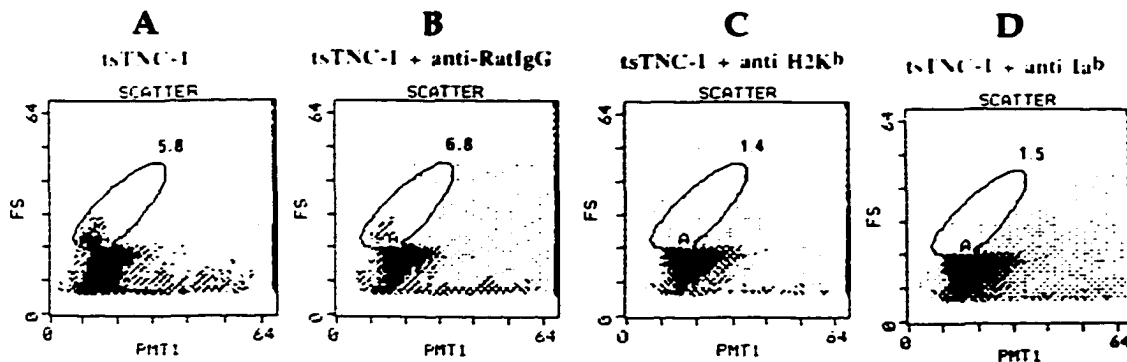 A
tsTNC-1
SCATTER
64
5.8
FS
A
0
0
64
PMT1
B
tsTNC-1 + anti-RatIgG
SCATTER
64
6.8
FS
A
0
0
64
PMT1
C
tsTNC-1 + anti H2Kb
SCATTER
64
1.4
FS
A
0
0
64
PMT1
D
tsTNC-1 + anti Iab
SCATTER
64
1.5
FS
A
0
0
64
PMT1